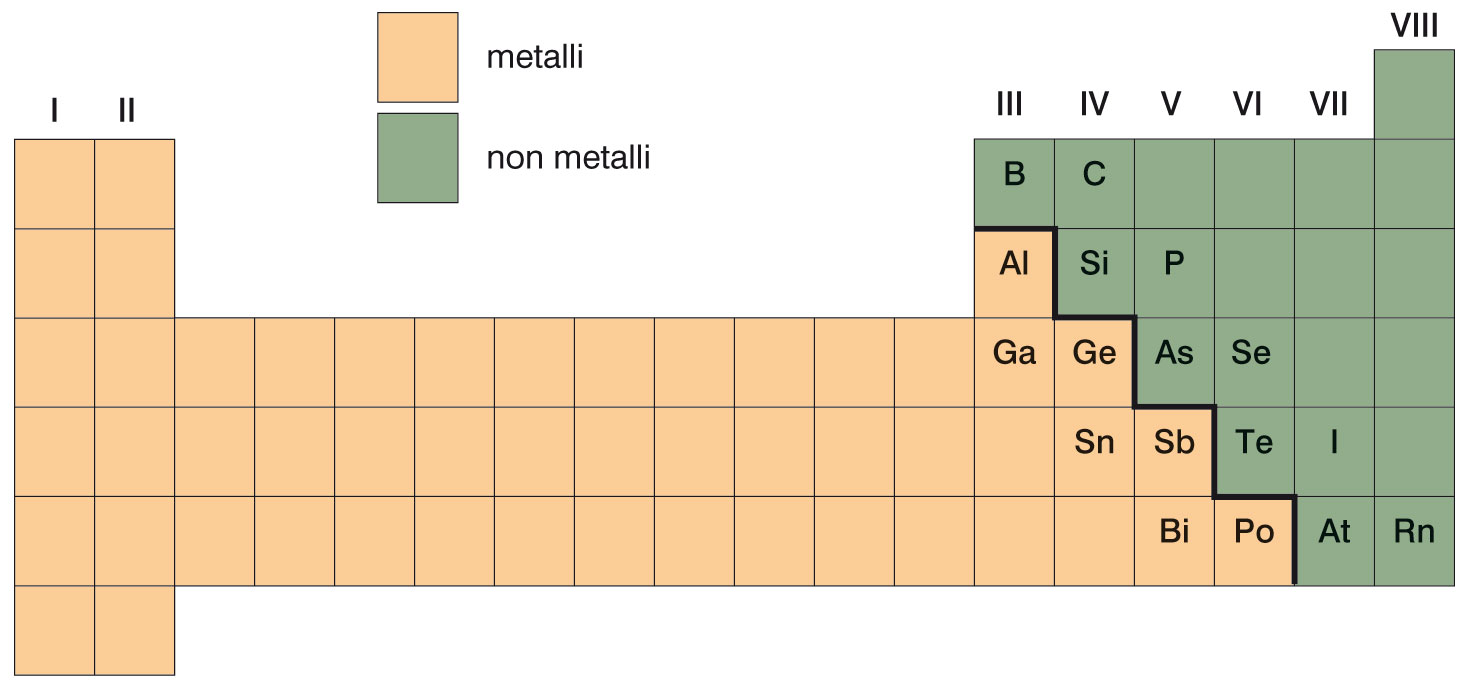 VIII
metalli
I II
III IV V VI VII
non metalli
B C
Al Si P
Ga Ge As Se
Sn Sb Te I
Bi Po At Rn